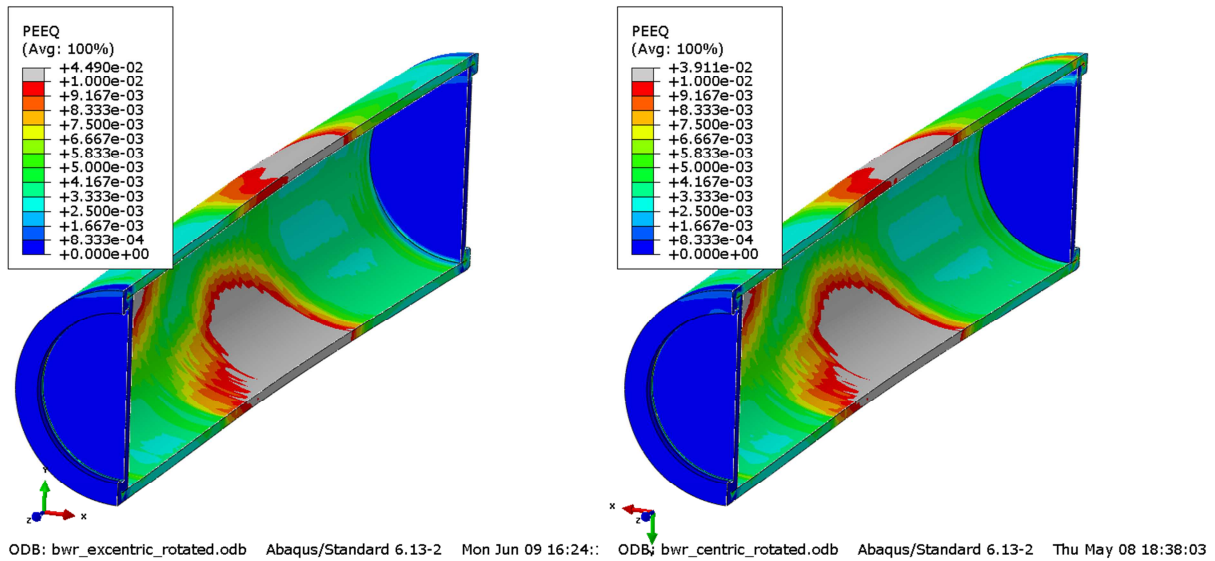 PEEQ
(Avg: 100%)
+4.490e-02
+1.000e-02
+9.167e-03
+8.333e-03
+7.500e-03
+6.667e-03
+5.833e-03
+5.000e-03
+4.167e-03
+3.333e-03
+2.500e-03
+1.667e-03
+8.333e-04
+0.000e+00
Y
Z
X
ODB: bwr_excentric_rotated.odb Abaqus/Standard 6.13-2 Mon Jun 09 16:24:
PEEQ
(Avg: 100%)
+3.911e-02
+1.000e-02
+9.167e-03
+8.333e-03
+7.500e-03
+6.667e-03
+5.833e-03
+5.000e-03
+4.167e-03
+3.333e-03
+2.500e-03
+1.667e-03
+8.333e-04
+0.000e+00
X
Z
ODB: bwr_centric_rotated.odb Abaqus/Standard 6.13-2 Thu May 08 18:38:03